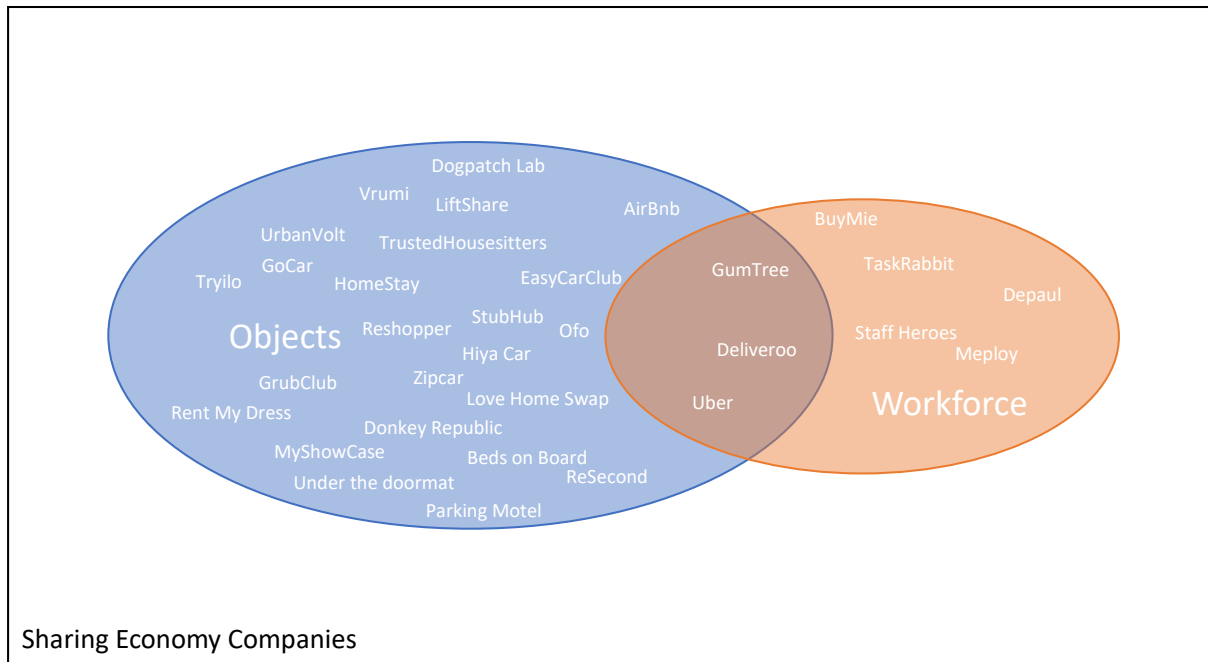 Dogpatch Lab
Vrumi
LiftShare
AirBnb
BuyMie
UrbanVolt
TrustedHousesitters
GoCar
GumTree
TaskRabbit
Tryilo
HomeStay
EasyCarClub
Depaul
Objects
Reshopper
StubHub
Ofo
Staff Heroes
Hiya Car
Deliveroo
Meploy
GrubClub
Zipcar
Love Home Swap
Uber
Workforce
Rent My Dress
Donkey Republic
MyShowCase
Beds on Board
Under the doormat
ReSecond
Parking Motel
Sharing Economy Companies